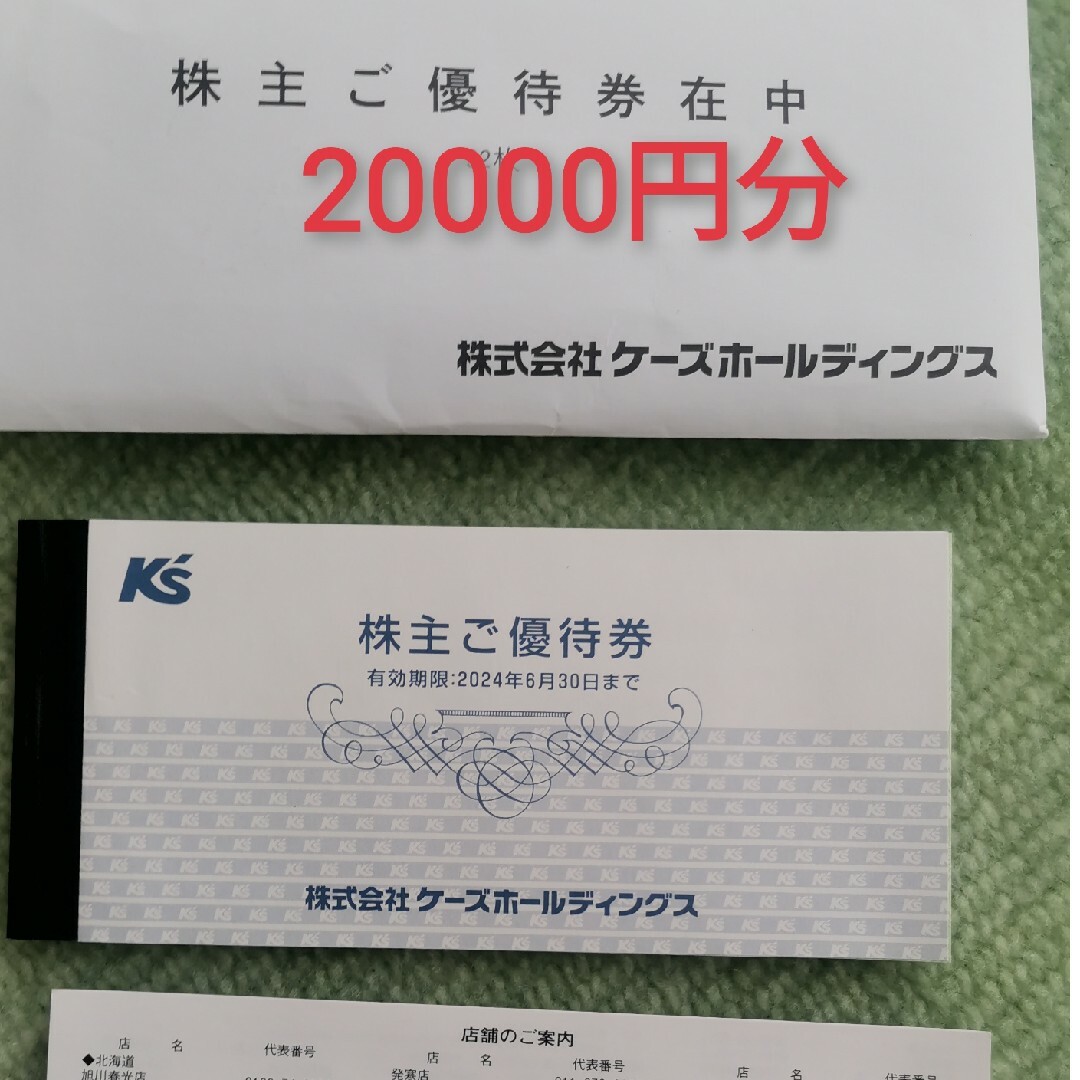 株主ご優待券在中
20000円分
株式会社 ケーズホールディングス
K's
株主ご優待券
有効期限:2024年6月30日まで
株式会社 ケーズホールディングス
店舗のご案内
店 名 代表番号 店 名 代表番号 店 名 代表番号
◆北海道
旭川春光店 発寒店